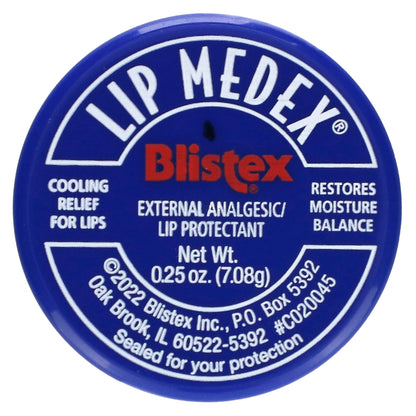 LIP MEDEX®
Blistex®
COOLING
RELIEF
FOR LIPS
EXTERNAL ANALGESIC/
LIP PROTECTANT
RESTORES
MOISTURE
BALANCE
Net Wt.
0.25 oz. (7.08g)
©2022 Blistex Inc., P.O. Box 5392
Oak Brook, IL 60522-5392 #C020045
Sealed for your protection